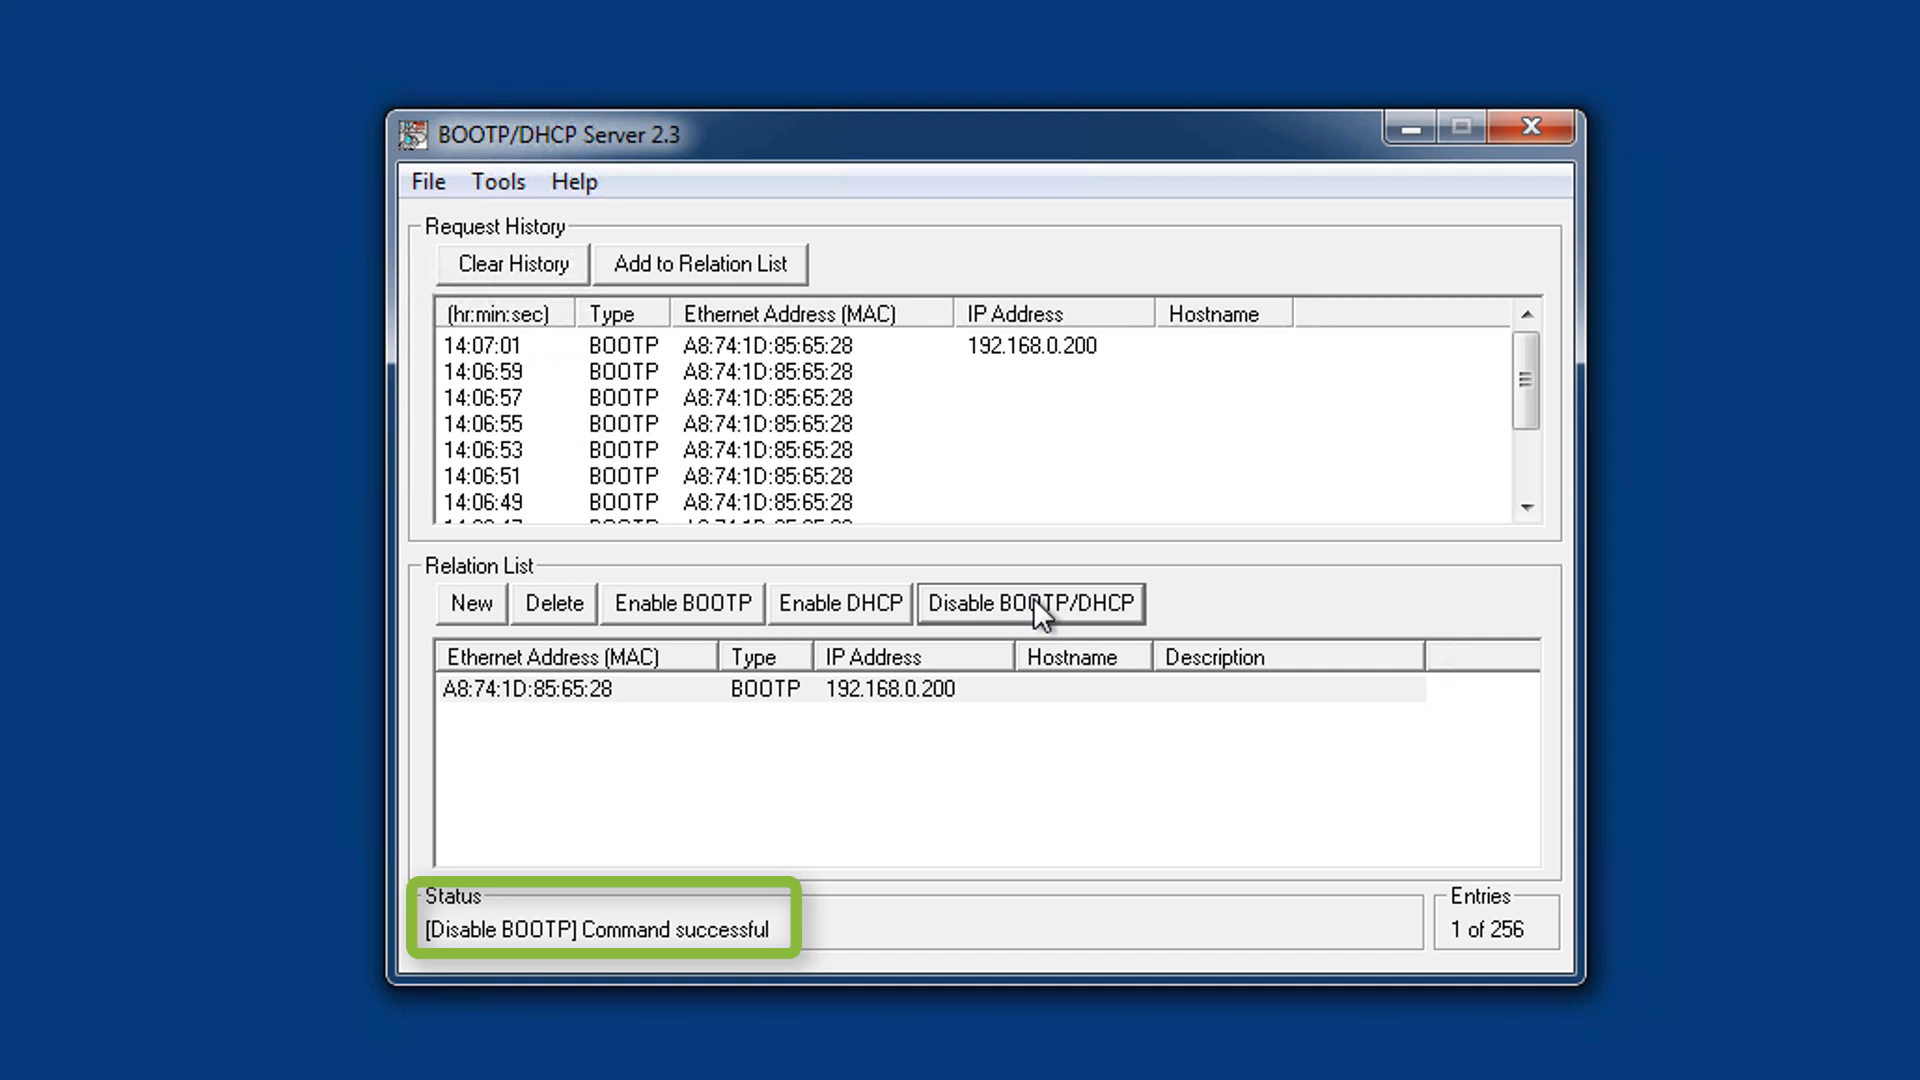 BOOTP/DHCP Server 2.3
File Tools Help
Request History
Clear History Add to Relation List
(hr:min:sec) Type Ethernet Address (MAC) IP Address Hostname
14:07:01 BOOTP A8:74:1D:85:65:28 192.168.0.200
14:06:59 BOOTP A8:74:1D:85:65:28
14:06:57 BOOTP A8:74:1D:85:65:28
14:06:55 BOOTP A8:74:1D:85:65:28
14:06:53 BOOTP A8:74:1D:85:65:28
14:06:51 BOOTP A8:74:1D:85:65:28
14:06:49 BOOTP A8:74:1D:85:65:28
Relation List
New Delete Enable BOOTP Enable DHCP Disable BOOTP/DHCP
Ethernet Address (MAC) Type IP Address Hostname Description
A8:74:1D:85:65:28 BOOTP 192.168.0.200
Status
[Disable BOOTP] Command successful
Entries
1 of 256